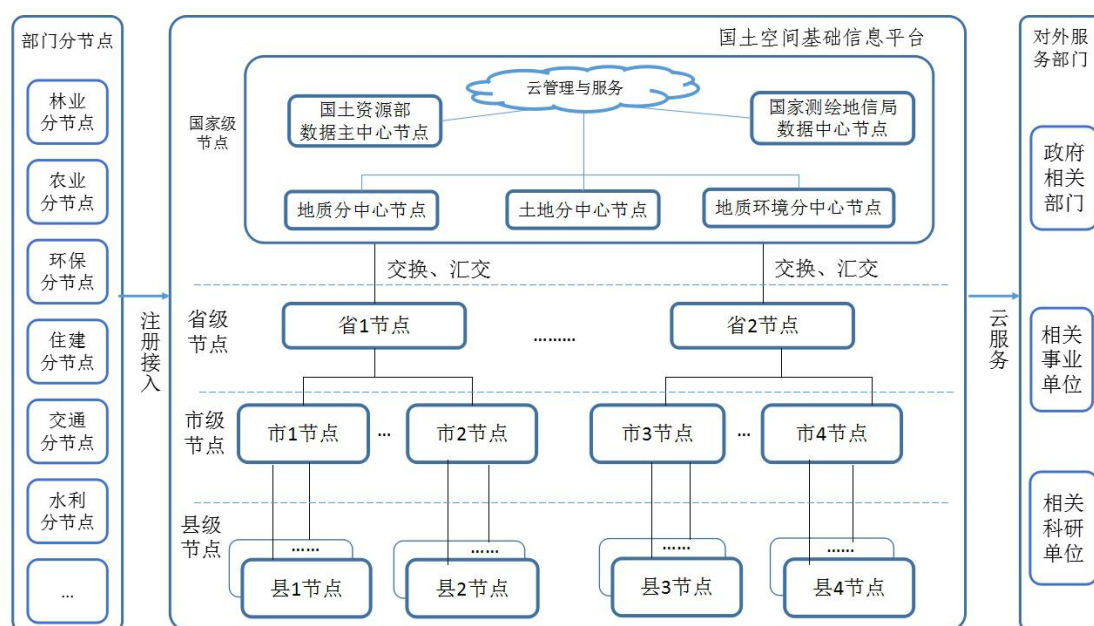 部门分节点
林业
分节点
农业
分节点
环保
分节点
住建
分节点
交通
分节点
水利
分节点
...
注册接入
国土空间基础信息平台
国家级
节点
云管理与服务
国土资源部
数据主中心节点
国家测绘地信局
数据中心节点
地质分中心节点
土地分中心节点
地质环境分中心节点
交换、汇交
交换、汇交
省级
节点
省1节点
………
省2节点
市级
节点
市1节点
...
市2节点
市3节点
...
市4节点
县级
节点
……
……
……
……
县1节点
县2节点
县3节点
县4节点
云服务
对外服
务部门
政府
相关
部门
相关
事业
单位
相关
科研
单位